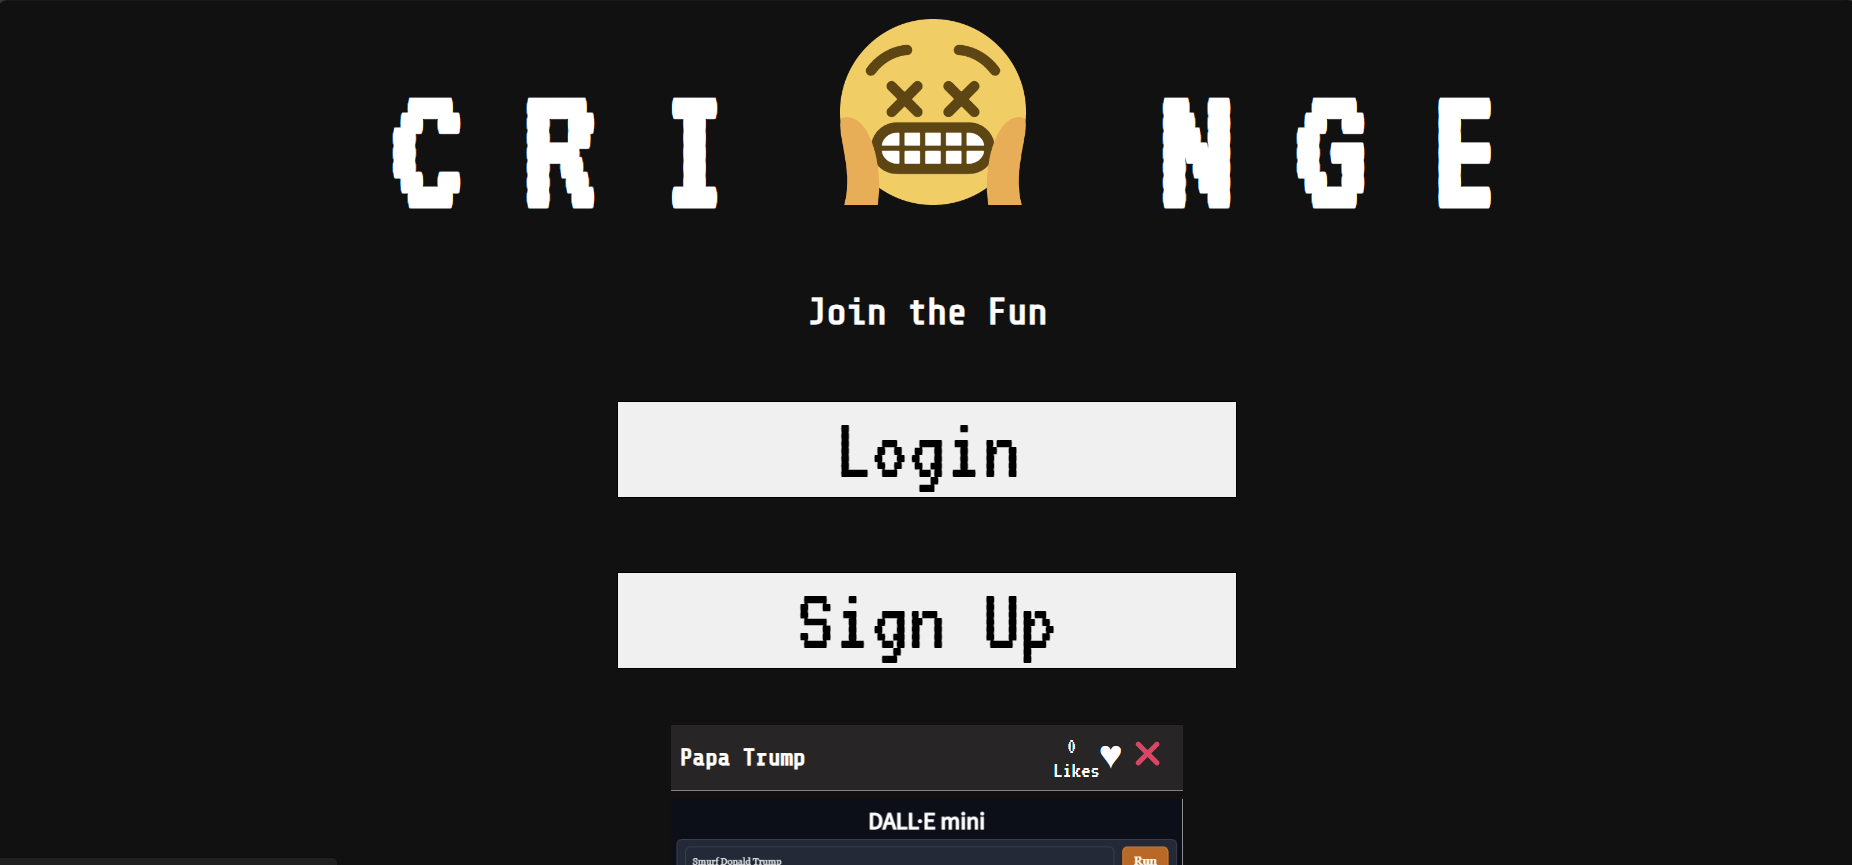 CRI NGE
Join the Fun
Login
Sign Up
Papa Trump
0
Likes
DALL·E mini
Smurf Donald Trump
Run